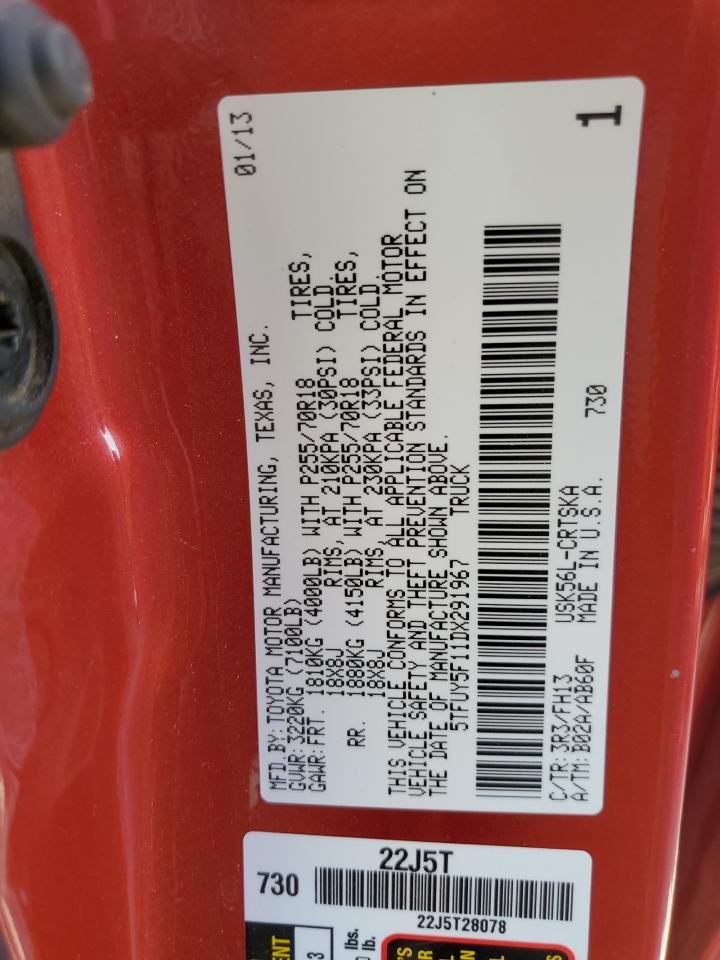 01/13
MFD.BY: TOYOTA MOTOR MANUFACTURING, TEXAS, INC.
GVWR: 3220KG (7100LB)
GAWR: FRT. 1810KG (4000LB) WITH P255/70R18 TIRES,
18X8J RIMS, AT 210KPA (30PSI) COLD.
RR. 1880KG (4150LB) WITH P255/70R18 TIRES,
18X8J RIMS, AT 230KPA (33PSI) COLD.
THIS VEHICLE CONFORMS TO ALL APPLICABLE FEDERAL MOTOR
VEHICLE SAFETY AND THEFT PREVENTION STANDARDS IN EFFECT ON
THE DATE OF MANUFACTURE SHOWN ABOVE.
5TFUY5F11DX291967 TRUCK
C/TR: 3R3/FH13 USK56L-CRTSKA 730
A/TM: B02A/AB60F MADE IN U.S.A.
1
22J5T
730
22J5T28078
lbs.
lb.
3